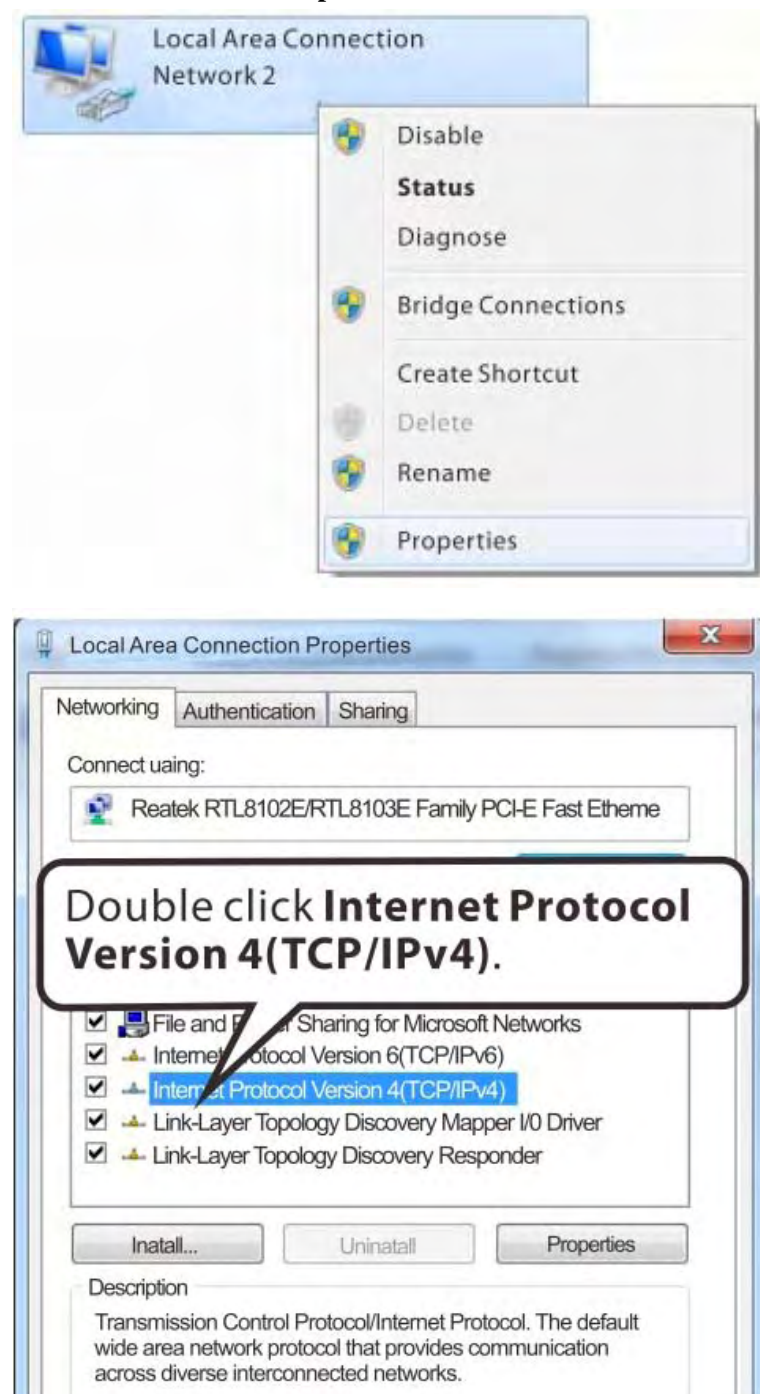 Local Area Connection
Network 2
Disable
Status
Diagnose
Bridge Connections
Create Shortcut
Delete
Rename
Properties
Local Area Connection Properties
Networking Authentication Sharing
Connect uaing:
Reatek RTL8102E/RTL8103E Family PCI-E Fast Etheme
Double click Internet Protocol
Version 4(TCP/IPv4).
File and Sharing for Microsoft Networks
Internet Protocol Version 6(TCP/IPv6)
Internet Protocol Version 4(TCP/IPv4)
Link-Layer Topology Discovery Mapper I/0 Driver
Link-Layer Topology Discovery Responder
Inatall... Uninatall Properties
Description
Transmission Control Protocol/Internet Protocol. The default
wide area network protocol that provides communication
across diverse interconnected networks.